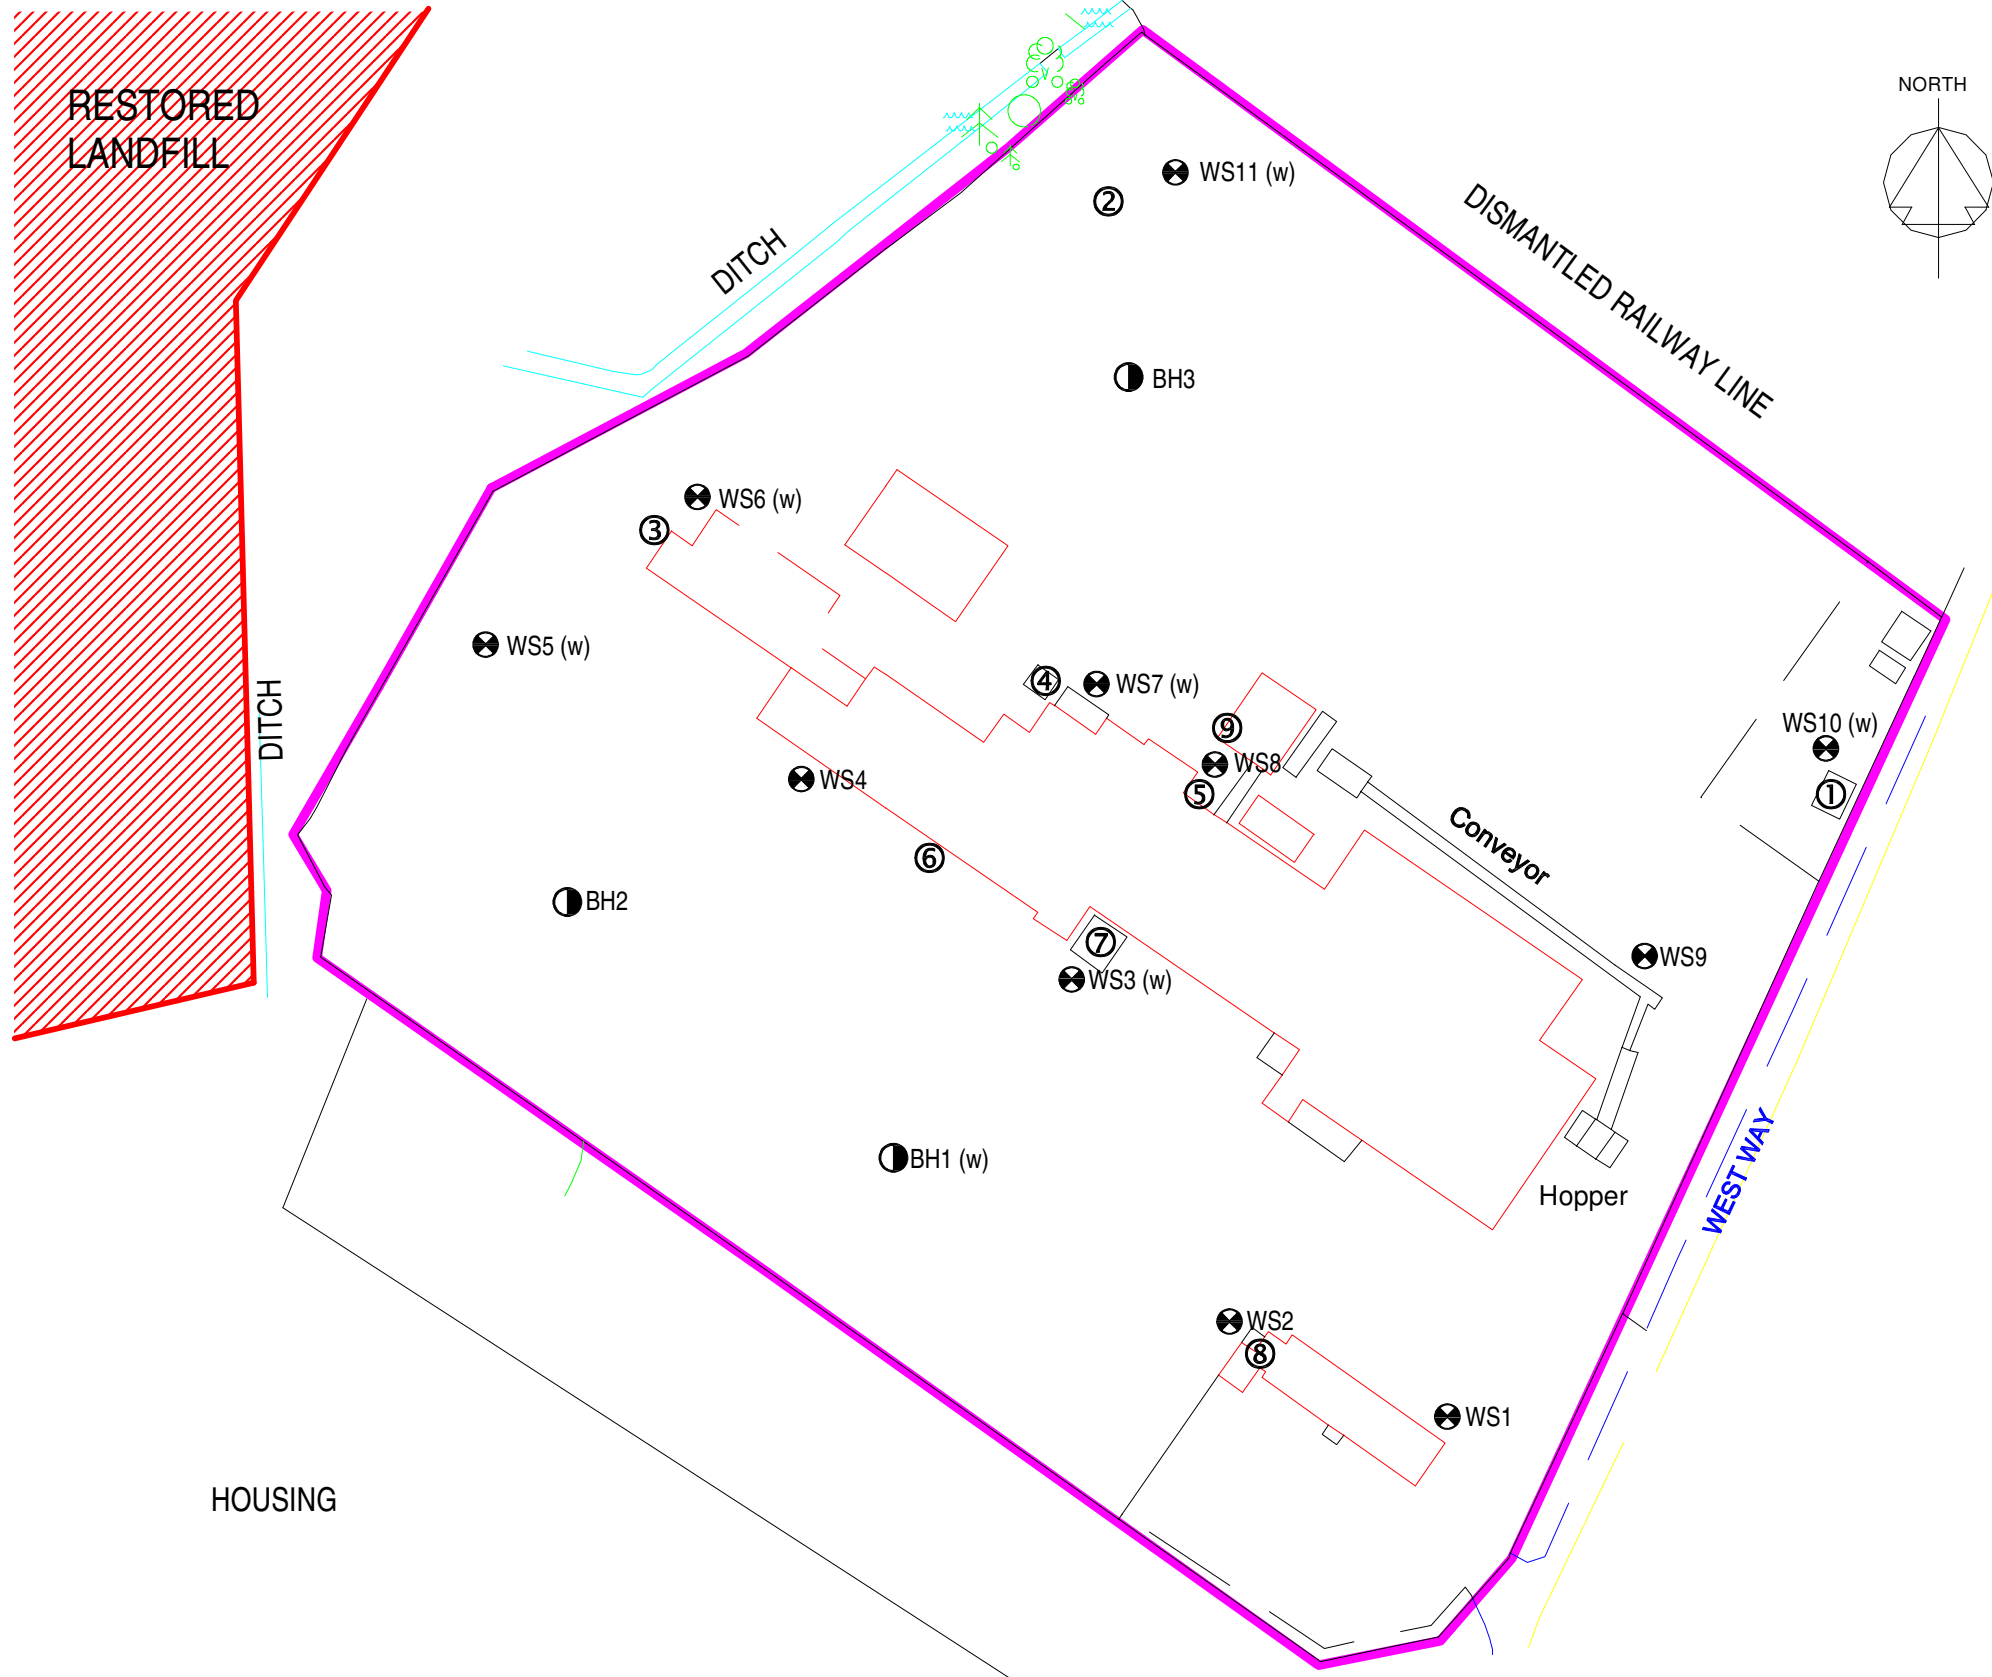 RESTORED
LANDFILL
NORTH
WS11 (w)
②
DISMANTLED RAILWAY LINE
DITCH
BH3
WS6 (w)
③
WS5 (w)
④
WS7 (w)
⑨
WS10 (w)
DITCH
WS8
WS4
⑤
①
Conveyor
⑥
BH2
⑦
WS9
WS3 (w)
BH1 (w)
WEST WAY
Hopper
WS2
⑧
WS1
HOUSING